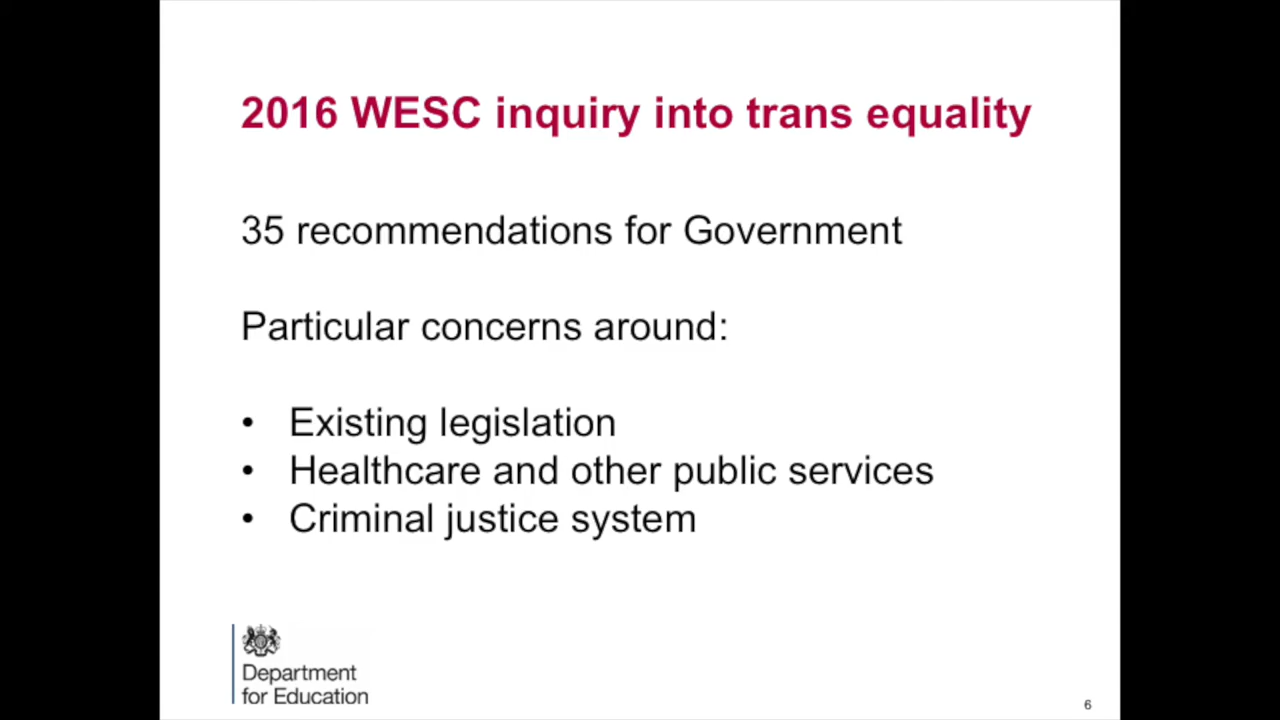 2016 WESC inquiry into trans equality
35 recommendations for Government
Particular concerns around:
• Existing legislation
• Healthcare and other public services
• Criminal justice system
Department
for Education
6